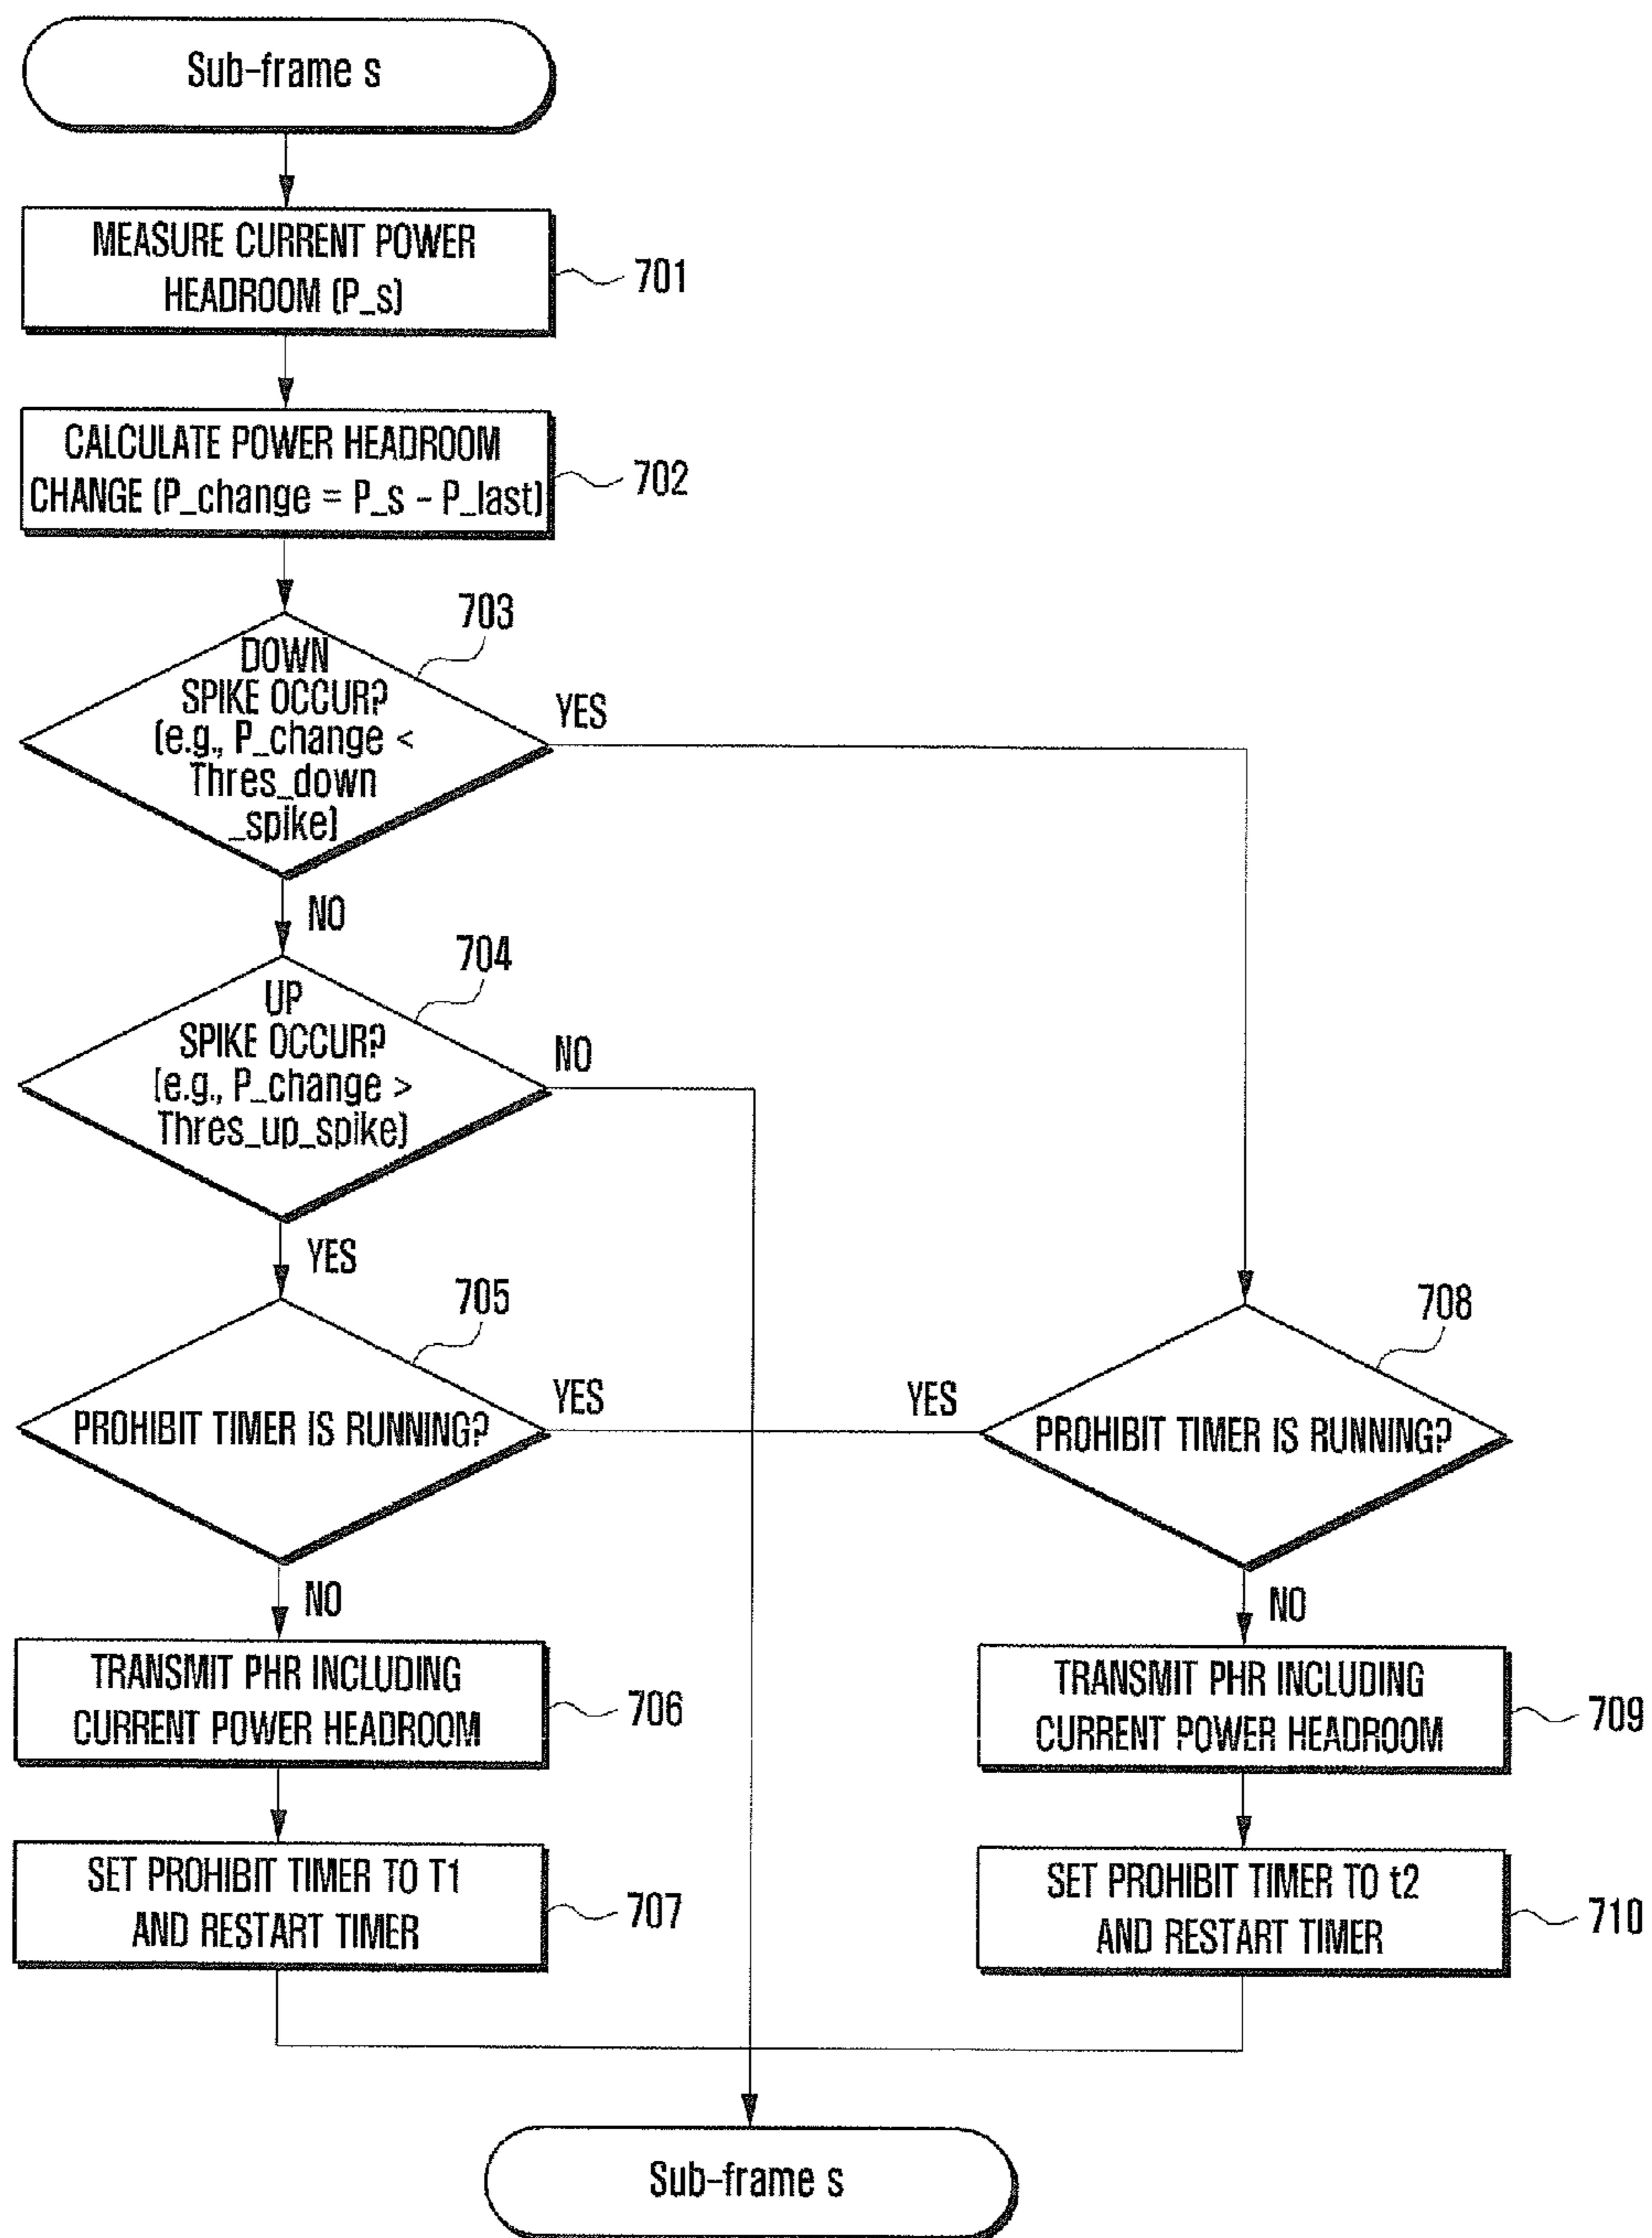 Sub-frame s
MEASURE CURRENT POWER
HEADROOM (P_s)
701
CALCULATE POWER HEADROOM
CHANGE (P_change = P_s - P_last)
702
703
DOWN
SPIKE OCCUR?
(e.g., P_change <
Thres_down
_spike)
YES
NO
704
UP
SPIKE OCCUR?
(e.g., P_change >
Thres_up_spike)
NO
YES
705
PROHIBIT TIMER IS RUNNING?
YES
708
YES
PROHIBIT TIMER IS RUNNING?
NO
NO
TRANSMIT PHR INCLUDING
CURRENT POWER HEADROOM
706
TRANSMIT PHR INCLUDING
CURRENT POWER HEADROOM
709
SET PROHIBIT TIMER TO T1
AND RESTART TIMER
707
SET PROHIBIT TIMER TO t2
AND RESTART TIMER
710
Sub-frame s